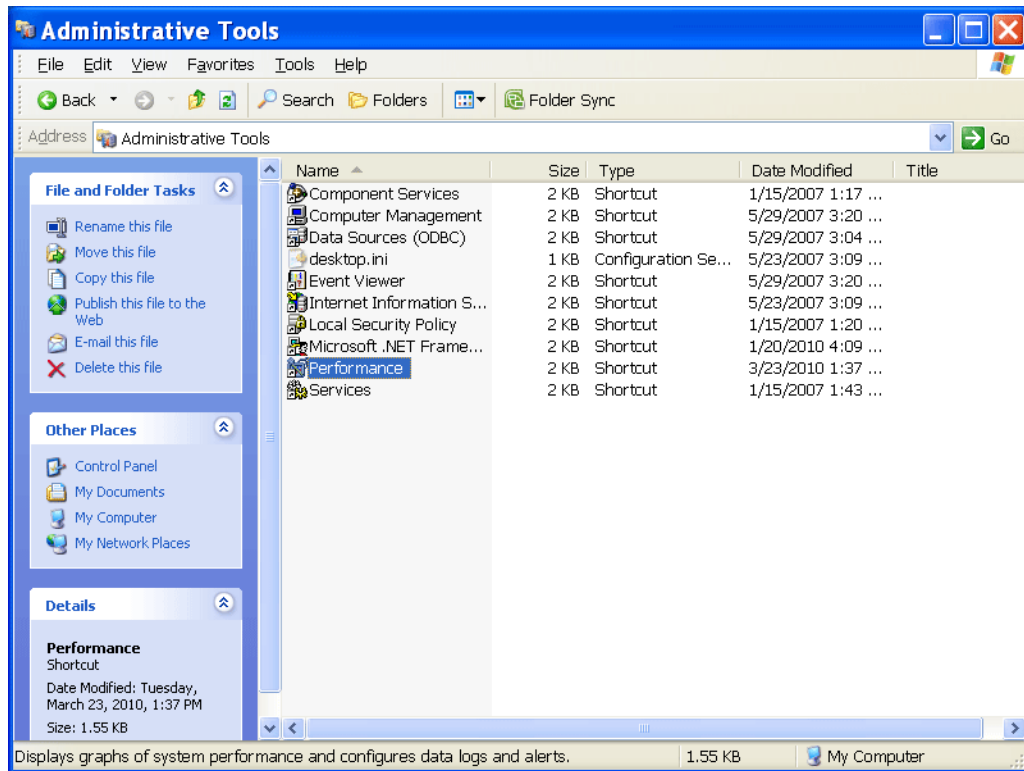 Administrative Tools
File Edit View Favorites Tools Help
Back Search Folders Folder Sync
Address Administrative Tools Go
File and Folder Tasks
Rename this file
Move this file
Copy this file
Publish this file to the
Web
E-mail this file
Delete this file
Other Places
Control Panel
My Documents
My Computer
My Network Places
Details
Performance
Shortcut
Date Modified: Tuesday,
March 23, 2010, 1:37 PM
Size: 1.55 KB
Name Size Type Date Modified Title
Component Services 2 KB Shortcut 1/15/2007 1:17 ...
Computer Management 2 KB Shortcut 5/29/2007 3:20 ...
Data Sources (ODBC) 2 KB Shortcut 5/29/2007 3:04 ...
desktop.ini 1 KB Configuration Se... 5/23/2007 3:09 ...
Event Viewer 2 KB Shortcut 5/29/2007 3:20 ...
Internet Information S... 2 KB Shortcut 5/23/2007 3:09 ...
Local Security Policy 2 KB Shortcut 1/15/2007 1:20 ...
Microsoft .NET Frame... 2 KB Shortcut 1/20/2010 4:09 ...
Performance 2 KB Shortcut 3/23/2010 1:37 ...
Services 2 KB Shortcut 1/15/2007 1:43 ...
Displays graphs of system performance and configures data logs and alerts. 1.55 KB My Computer